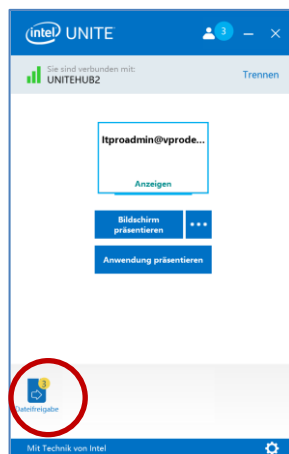 intel UNITE
3
Sie sind verbunden mit:
UNITEHUB2
Trennen
Itproadmin@vprode...
Anzeigen
Bildschirm
präsentieren
...
Anwendung präsentieren
3
Dateifreigabe
Mit Technik von Intel